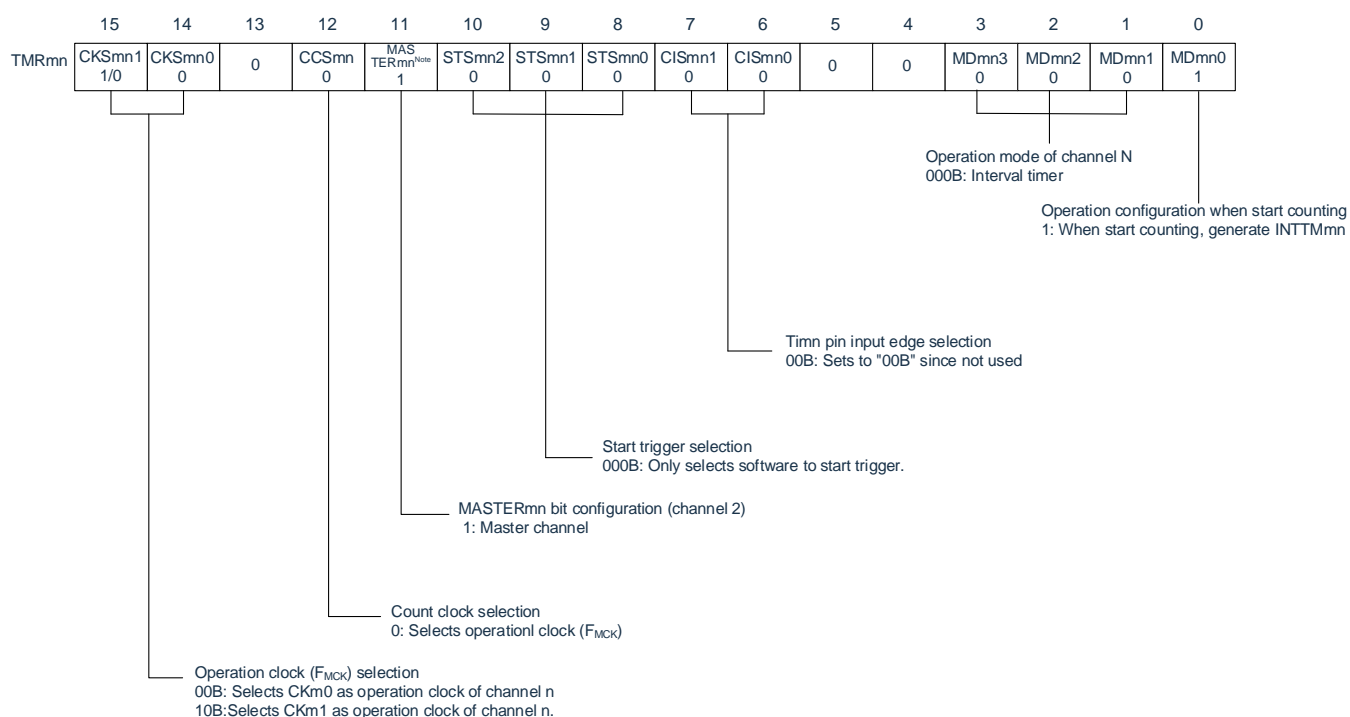 15 14 13 12 11 10 9 8 7 6 5 4 3 2 1 0
TMRmn CKSmn1 1/0 CKSmn0 0 0 CCSmn 0 MAS TERmnNote 1 STSmn2 0 STSmn1 0 STSmn0 0 CISmn1 0 CISmn0 0 0 0 MDmn3 0 MDmn2 0 MDmn1 0 MDmn0 1
Operation mode of channel N
000B: Interval timer
Operation configuration when start counting
1: When start counting, generate INTTMmn
Timn pin input edge selection
00B: Sets to "00B" since not used
Start trigger selection
000B: Only selects software to start trigger.
MASTERmn bit configuration (channel 2)
1: Master channel
Count clock selection
0: Selects operationl clock (FMCK)
Operation clock (FMCK) selection
00B: Selects CKm0 as operation clock of channel n
10B:Selects CKm1 as operation clock of channel n.